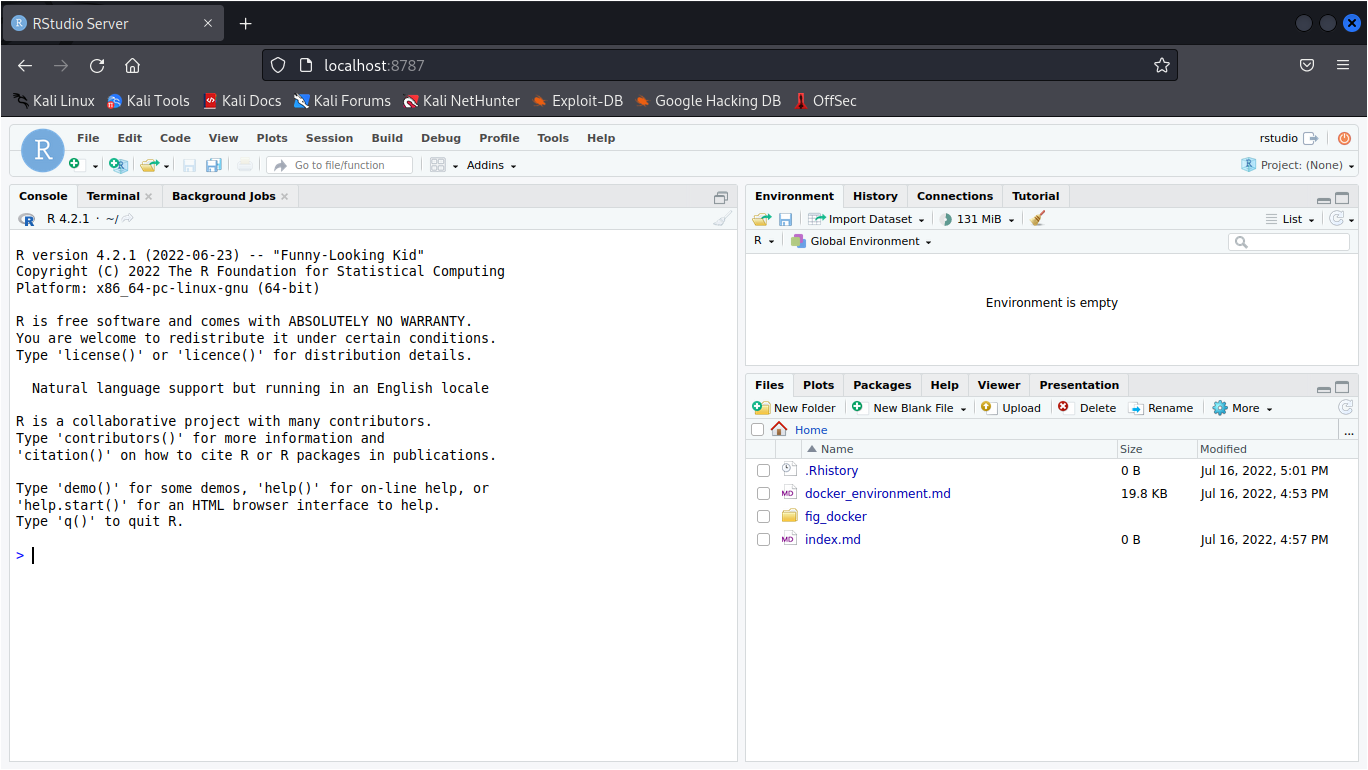 RStudio Server
localhost:8787
Kali Linux Kali Tools Kali Docs Kali Forums Kali NetHunter Exploit-DB Google Hacking DB OffSec
R File Edit Code View Plots Session Build Debug Profile Tools Help rstudio
Go to file/function Addins Project: (None)
Console Terminal Background Jobs
R 4.2.1 · ~/
R version 4.2.1 (2022-06-23) -- "Funny-Looking Kid"
Copyright (C) 2022 The R Foundation for Statistical Computing
Platform: x86_64-pc-linux-gnu (64-bit)
R is free software and comes with ABSOLUTELY NO WARRANTY.
You are welcome to redistribute it under certain conditions.
Type 'license()' or 'licence()' for distribution details.
Natural language support but running in an English locale
R is a collaborative project with many contributors.
Type 'contributors()' for more information and
'citation()' on how to cite R or R packages in publications.
Type 'demo()' for some demos, 'help()' for on-line help, or
'help.start()' for an HTML browser interface to help.
Type 'q()' to quit R.
>
Environment History Connections Tutorial
Import Dataset 131 MiB List
R Global Environment
Environment is empty
Files Plots Packages Help Viewer Presentation
New Folder New Blank File Upload Delete Rename More
Home ...
Name Size Modified
.Rhistory 0 B Jul 16, 2022, 5:01 PM
MD docker_environment.md 19.8 KB Jul 16, 2022, 4:53 PM
fig_docker
MD index.md 0 B Jul 16, 2022, 4:57 PM